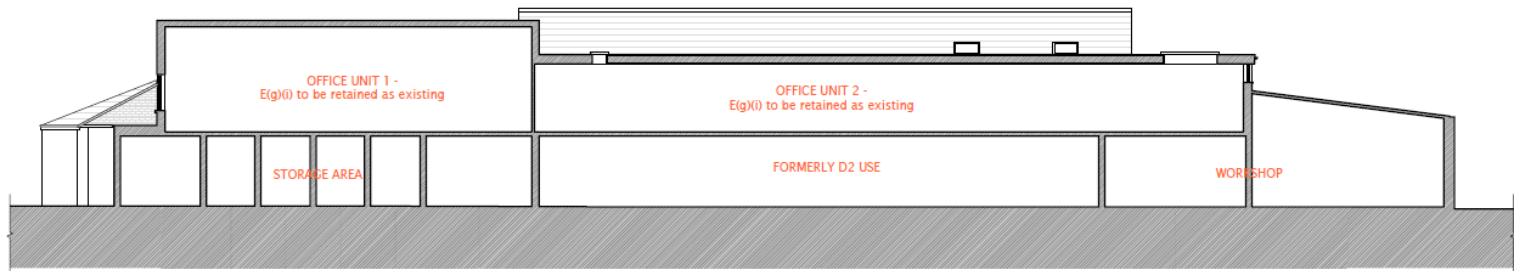 OFFICE UNIT 1 -
E(g)(i) to be retained as existing
OFFICE UNIT 2 -
E(g)(i) to be retained as existing
STORAGE AREA
FORMERLY D2 USE
WORKSHOP